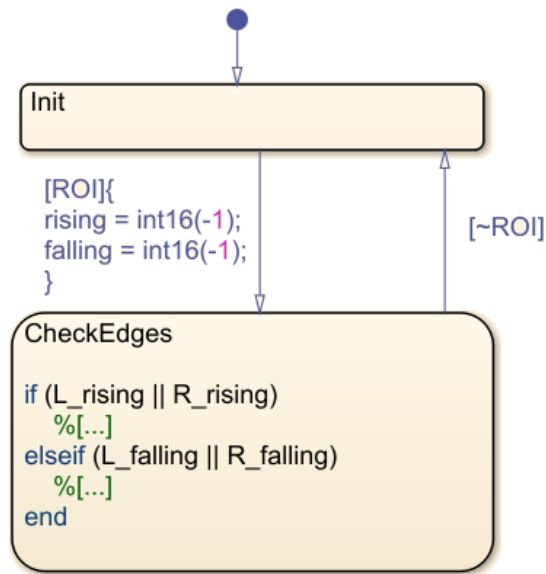 Init
[ROI]{
rising = int16(-1);
falling = int16(-1);
}
[~ROI]
CheckEdges
if (L_rising || R_rising)
%[...]
elseif (L_falling || R_falling)
%[...]
end